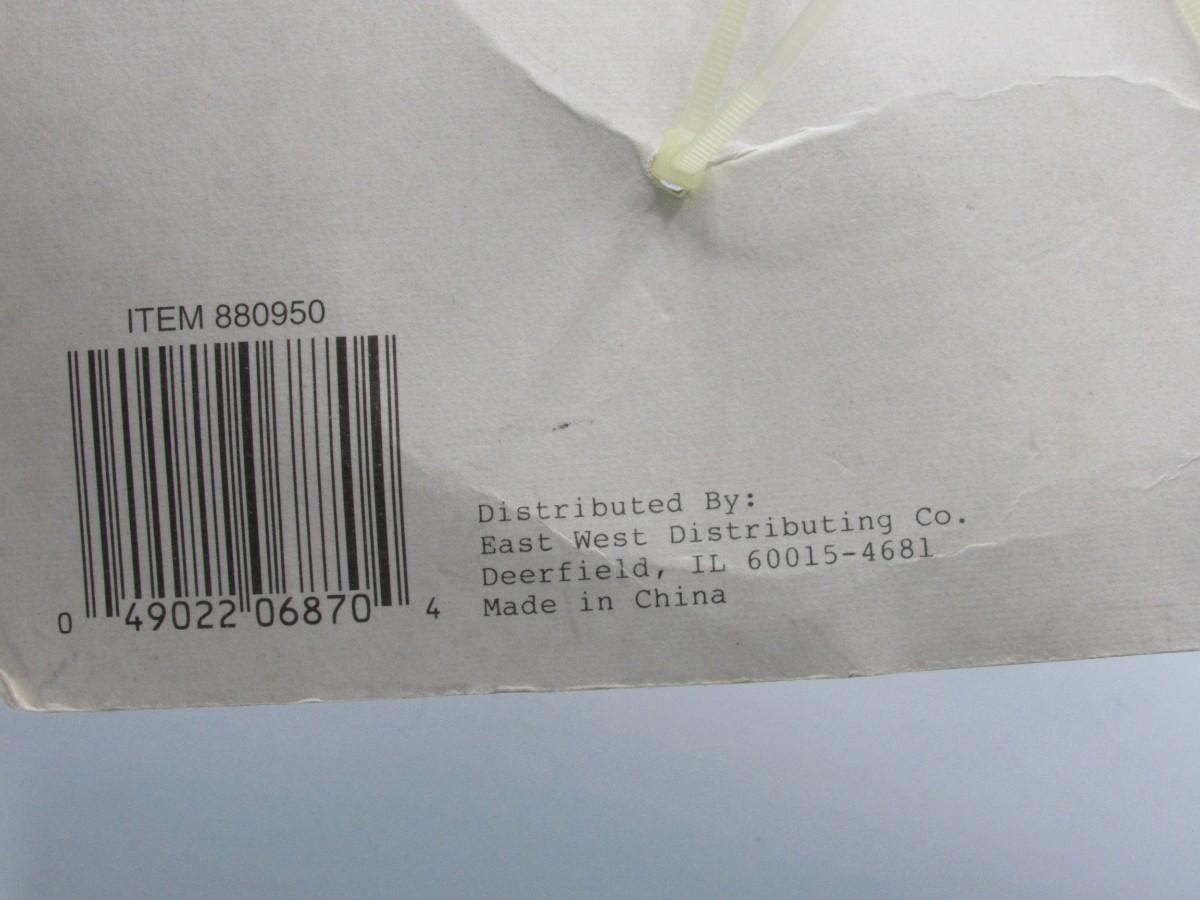 ITEM 880950
0 49022 06870 4
Distributed By:
East West Distributing Co.
Deerfield, IL 60015-4681
Made in China